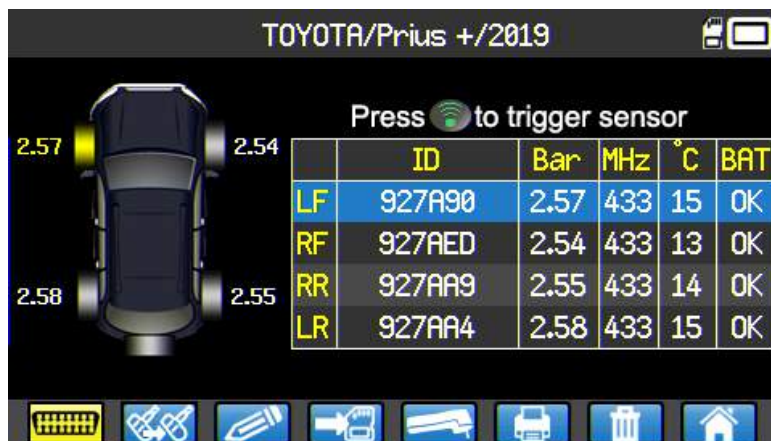 TOYOTA/Prius +/2019
Press to trigger sensor
2.57
2.54
ID Bar MHz °C BAT
LF 927A90 2.57 433 15 OK
RF 927AED 2.54 433 13 OK
2.58
2.55
RR 927AA9 2.55 433 14 OK
LR 927AA4 2.58 433 15 OK